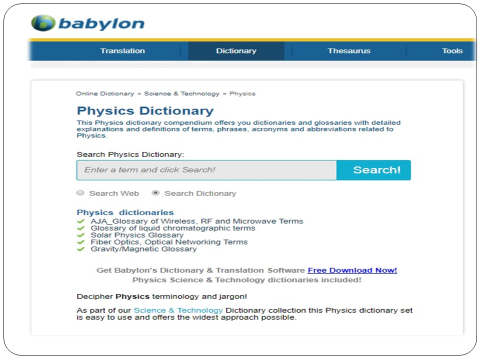 babylon
Translation Dictionary Thesaurus Tools
Online Dictionary > Science & Technology > Physics
Physics Dictionary
This Physics dictionary compendium offers you dictionaries and glossaries with detailed
explanations and definitions of terms, phrases, acronyms and abbreviations related to
Physics.
Search Physics Dictionary:
Enter a term and click Search! Search!
Search Web Search Dictionary
Physics dictionaries
AJA_Glossary of Wireless, RF and Microwave Terms
Glossary of liquid chromatographic terms
Solar Physics Glossary
Fiber Optics, Optical Networking Terms
Gravity/Magnetic Glossary
Get Babylon's Dictionary & Translation Software Free Download Now!
Physics Science & Technology dictionaries included!
Decipher Physics terminology and jargon!
As part of our Science & Technology Dictionary collection this Physics dictionary set
is easy to use and offers the widest approach possible.